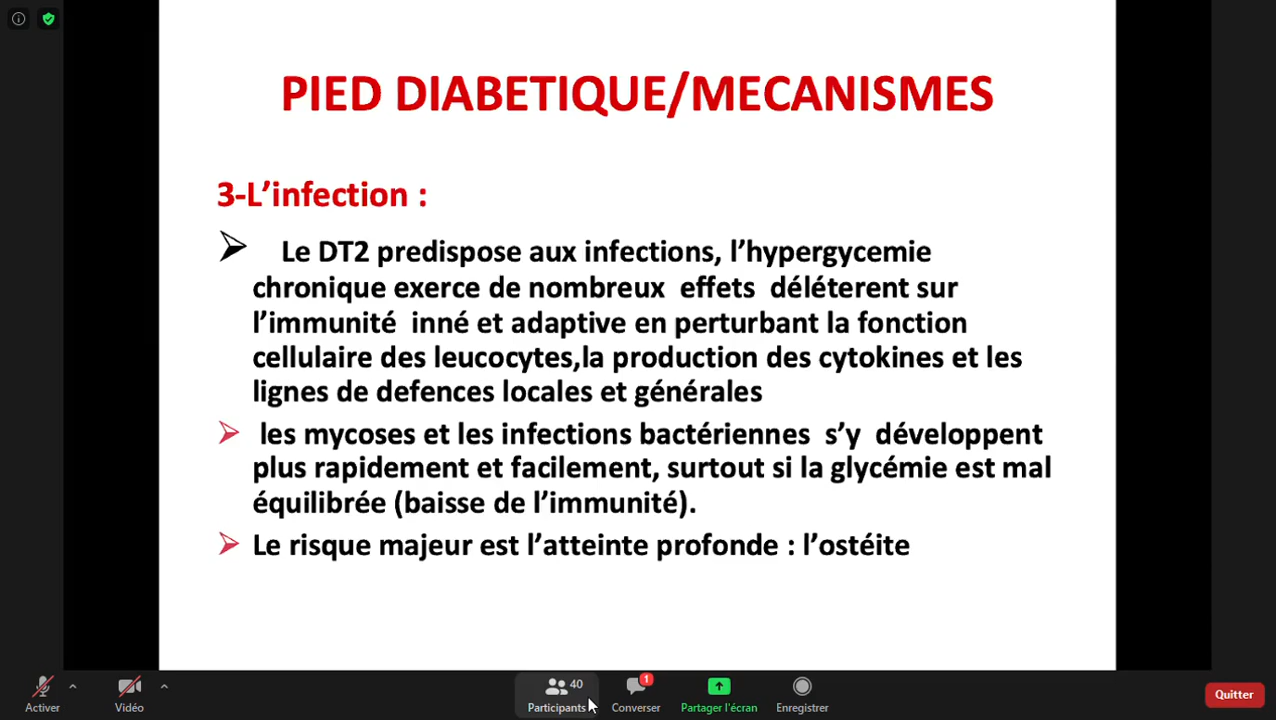 PIED DIABETIQUE/MECANISMES
3-L’infection :
Le DT2 predispose aux infections, l’hypergycemie
chronique exerce de nombreux effets déléterent sur
l’immunité inné et adaptive en perturbant la fonction
cellulaire des leucocytes,la production des cytokines et les
lignes de defences locales et générales
les mycoses et les infections bactériennes s’y développent
plus rapidement et facilement, surtout si la glycémie est mal
équilibrée (baisse de l’immunité).
Le risque majeur est l’atteinte profonde : l’ostéite
40
1
Activer
Vidéo
Participants
Converser
Partager l'écran
Enregistrer
Quitter